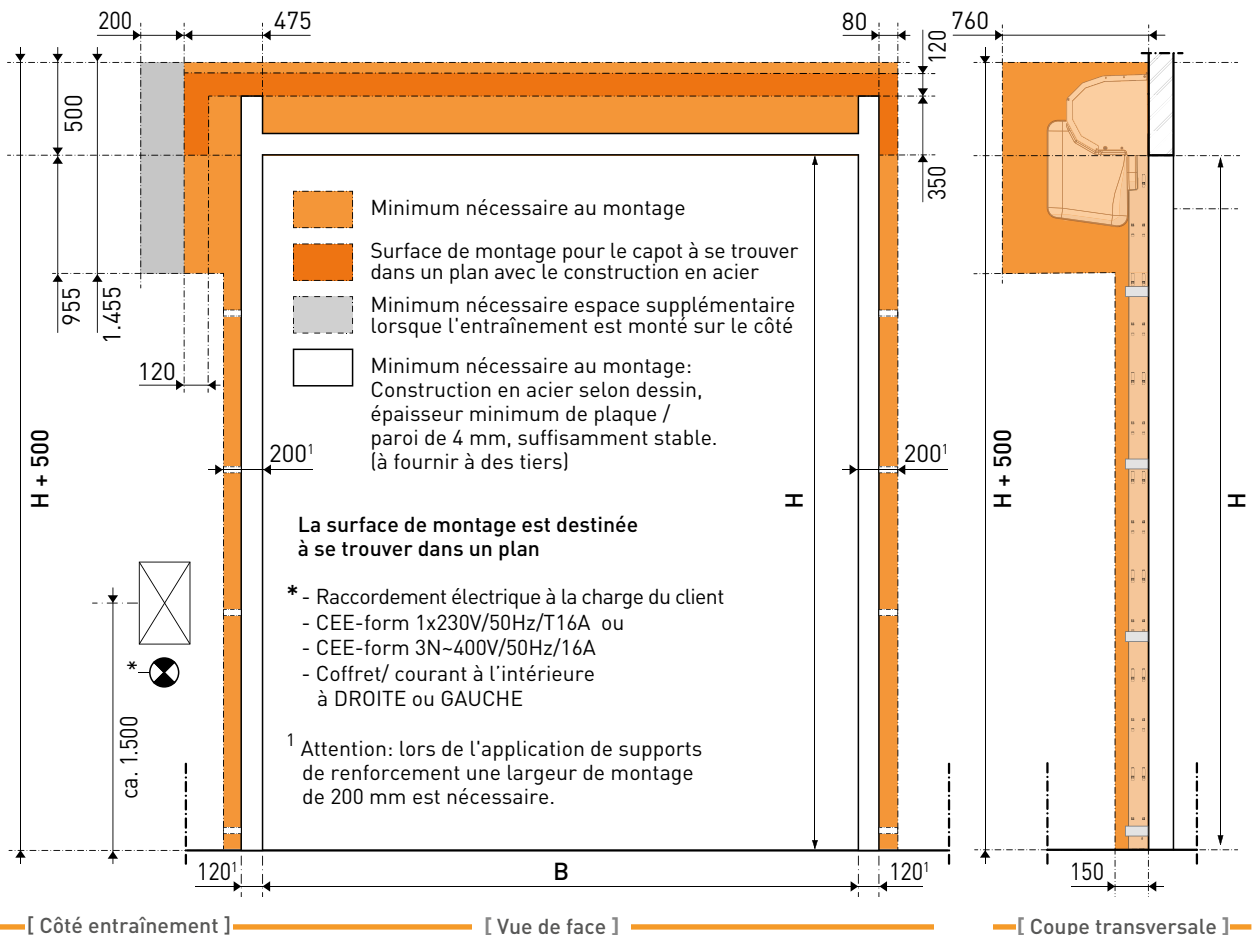 200
475
80
760
120
500
350
955
1.455
120
H + 500
Minimum nécessaire au montage
Surface de montage pour le capot à se trouver
dans un plan avec le construction en acier
Minimum nécessaire espace supplémentaire
lorsque l'entraînement est monté sur le côté
Minimum nécessaire au montage:
Construction en acier selon dessin,
épaisseur minimum de plaque /
paroi de 4 mm, suffisamment stable.
(à fournir à des tiers)
200¹
200¹
H
H + 500
H
La surface de montage est destinée
à se trouver dans un plan
* - Raccordement électrique à la charge du client
- CEE-form 1x230V/50Hz/T16A ou
- CEE-form 3N~400V/50Hz/16A
- Coffret/ courant à l'intérieure
à DROITE ou GAUCHE
*
ca. 1.500
¹ Attention: lors de l'application de supports
de renforcement une largeur de montage
de 200 mm est nécessaire.
120¹
B
120¹
150
[ Côté entraînement ]
[ Vue de face ]
[ Coupe transversale ]